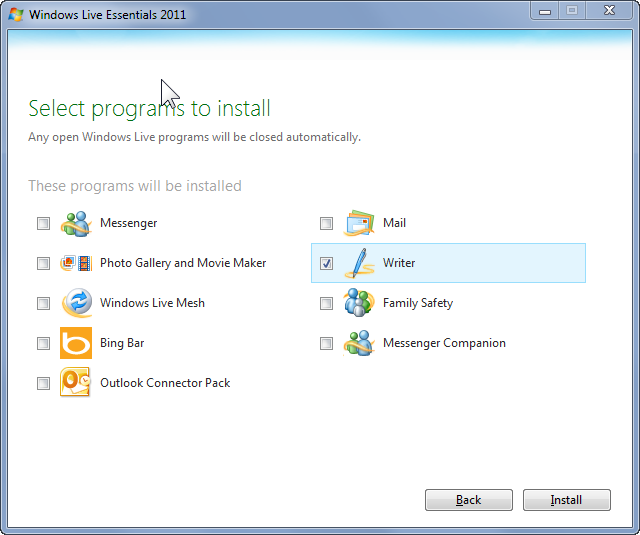 Windows Live Essentials 2011
Select programs to install
Any open Windows Live programs will be closed automatically.
These programs will be installed
Messenger
Mail
Photo Gallery and Movie Maker
Writer
Windows Live Mesh
Family Safety
Bing Bar
Messenger Companion
Outlook Connector Pack
Back
Install